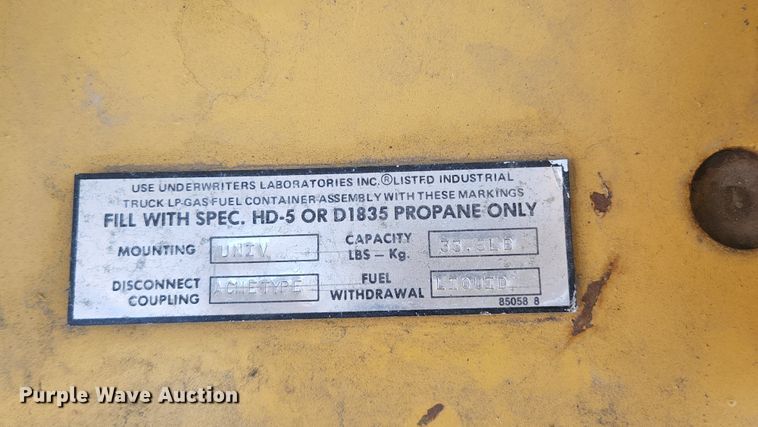 USE UNDERWRITERS LABORATORIES INC.® LISTED INDUSTRIAL
TRUCK LP-GAS FUEL CONTAINER ASSEMBLY WITH THESE MARKINGS
FILL WITH SPEC. HD-5 OR D1835 PROPANE ONLY
MOUNTING UNIV CAPACITY LBS – Kg.
DISCONNECT COUPLING ACMETYPE FUEL WITHDRAWAL LIQUID
85058 8
Purple Wave Auction